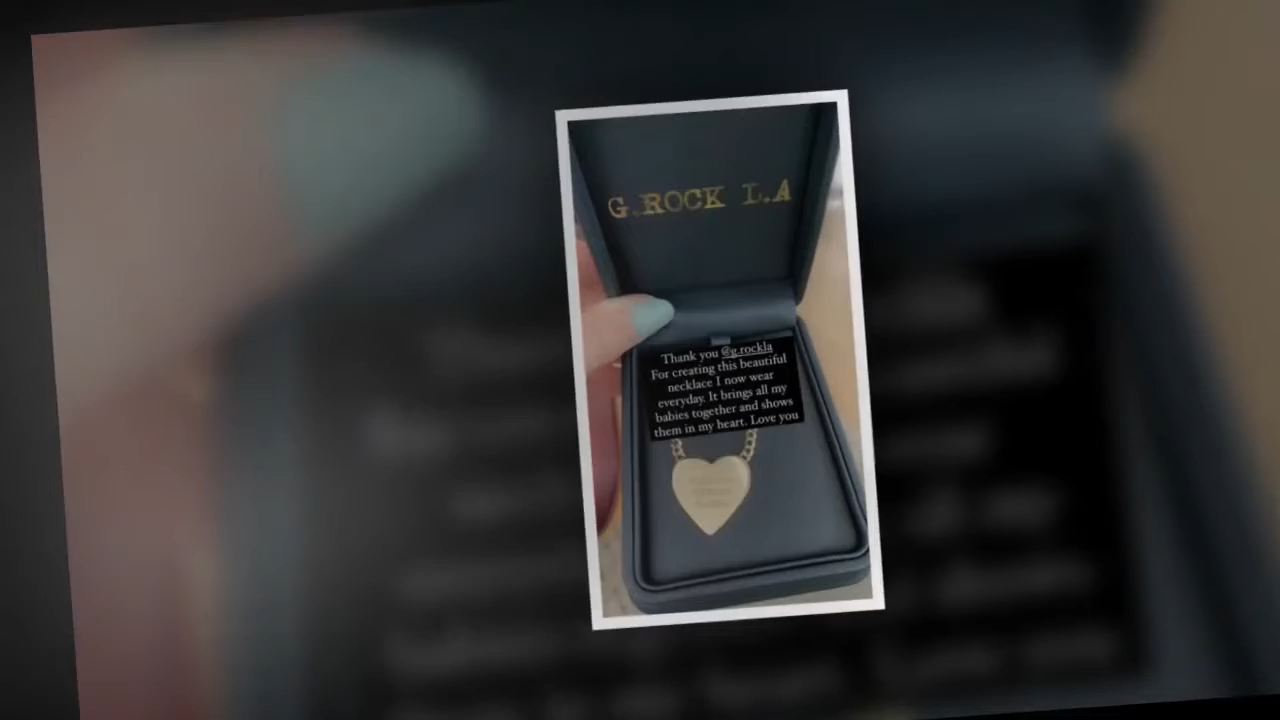 G.ROCK L.A
Thank you @g.rockla
For creating this beautiful
necklace I now wear
everyday. It brings all my
babies together and shows
them in my heart. Love you